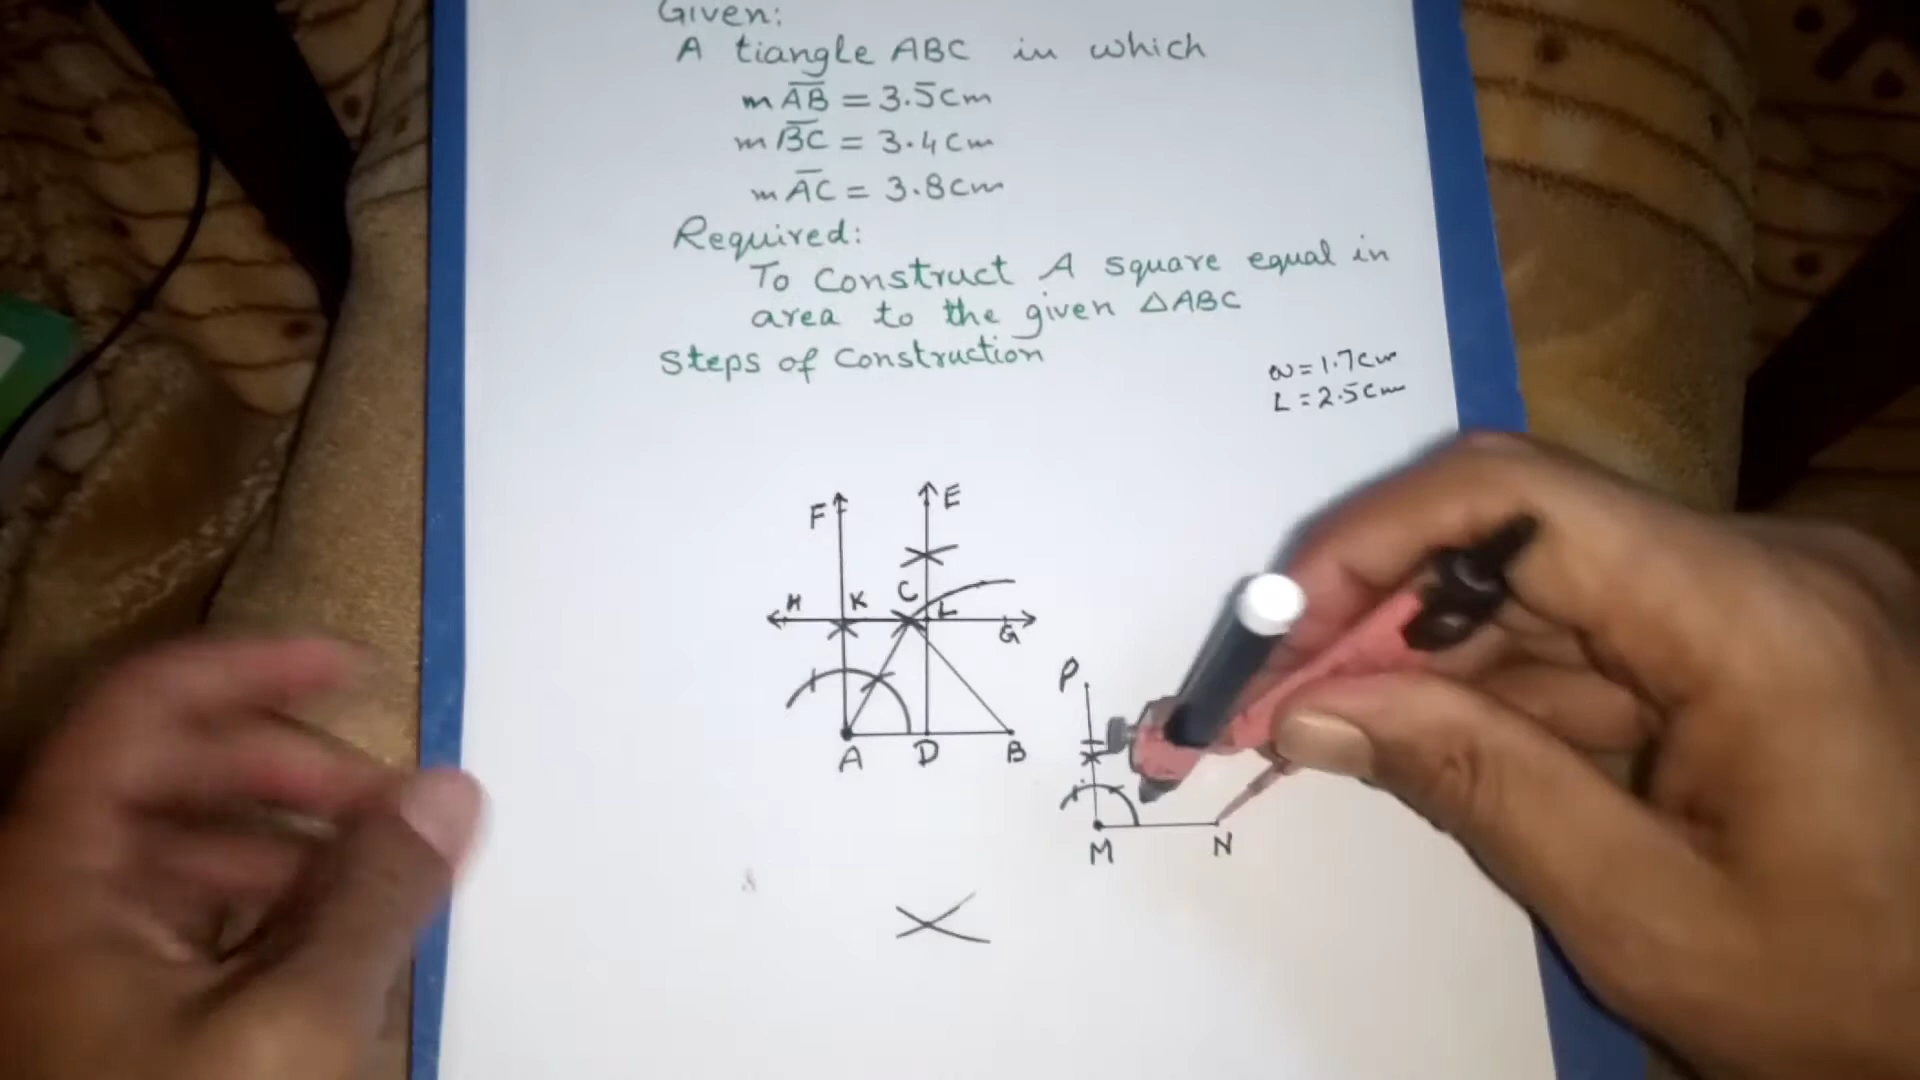 Given:
A tiangle ABC in which
mAB = 3.5cm
mBC = 3.4cm
mAC = 3.8cm
Required:
To construct A square equal in
area to the given △ABC
Steps of Construction
ω = 1.7cm
L = 2.5cm
F E
H K C L G
A D B
P
M N